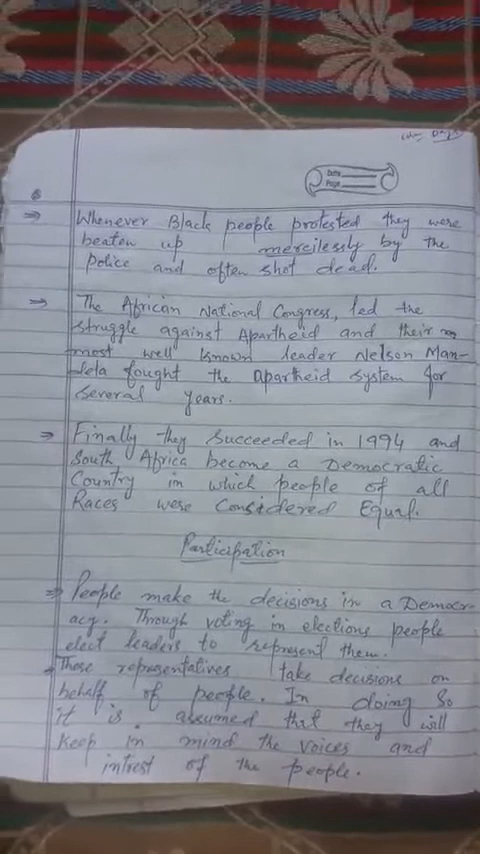 Date
Page
⇒ Whenever Black people protested they were
beaten up mercilessly by the
police and often shot dead.
⇒ The African National Congress, led the
struggle against Apartheid and their
most well known leader Nelson Man-
dela fought the apartheid system for
several years.
⇒ Finally they Succeeded in 1994 and
South Africa become a Democratic
Country in which people of all
Races were Considered Equal.
Participation
⇒ People make the decisions in a Democr-
acy. Through voting in elections people
elect leaders to represent them.
These representatives take decisions on
behalf of people. In doing so
it is assumed that they will
Keep in mind the voices and
intrest of the people.